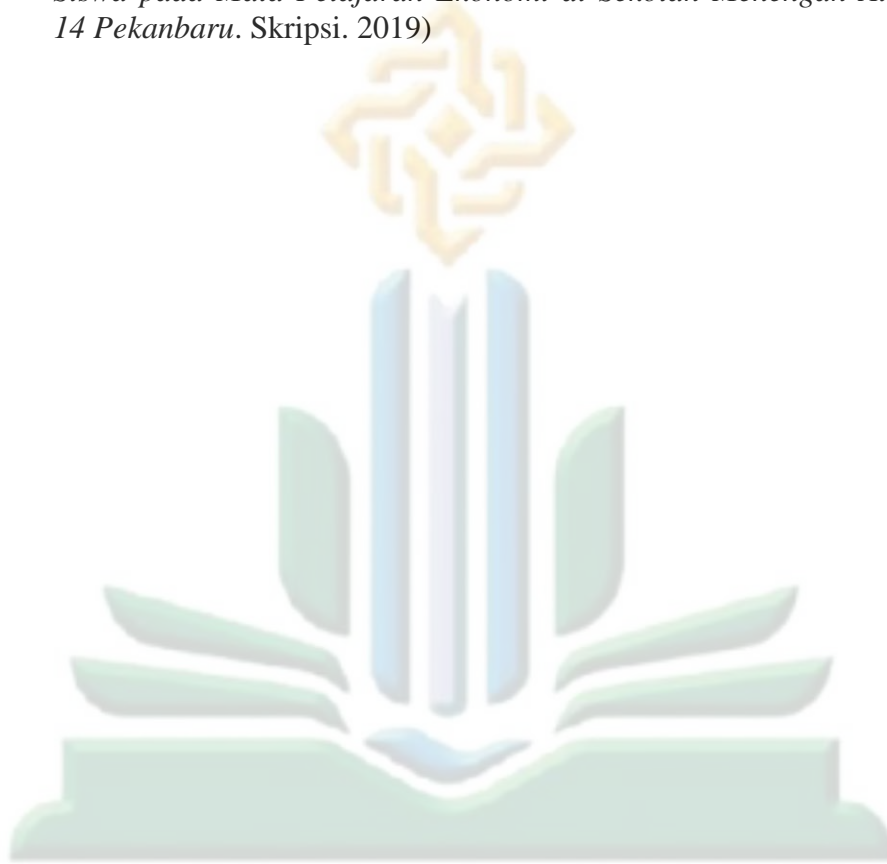 Siswa pada Mata Pelajaran Ekonomi di Sekolah Menengah
14 Pekanbaru. Skripsi. 2019)